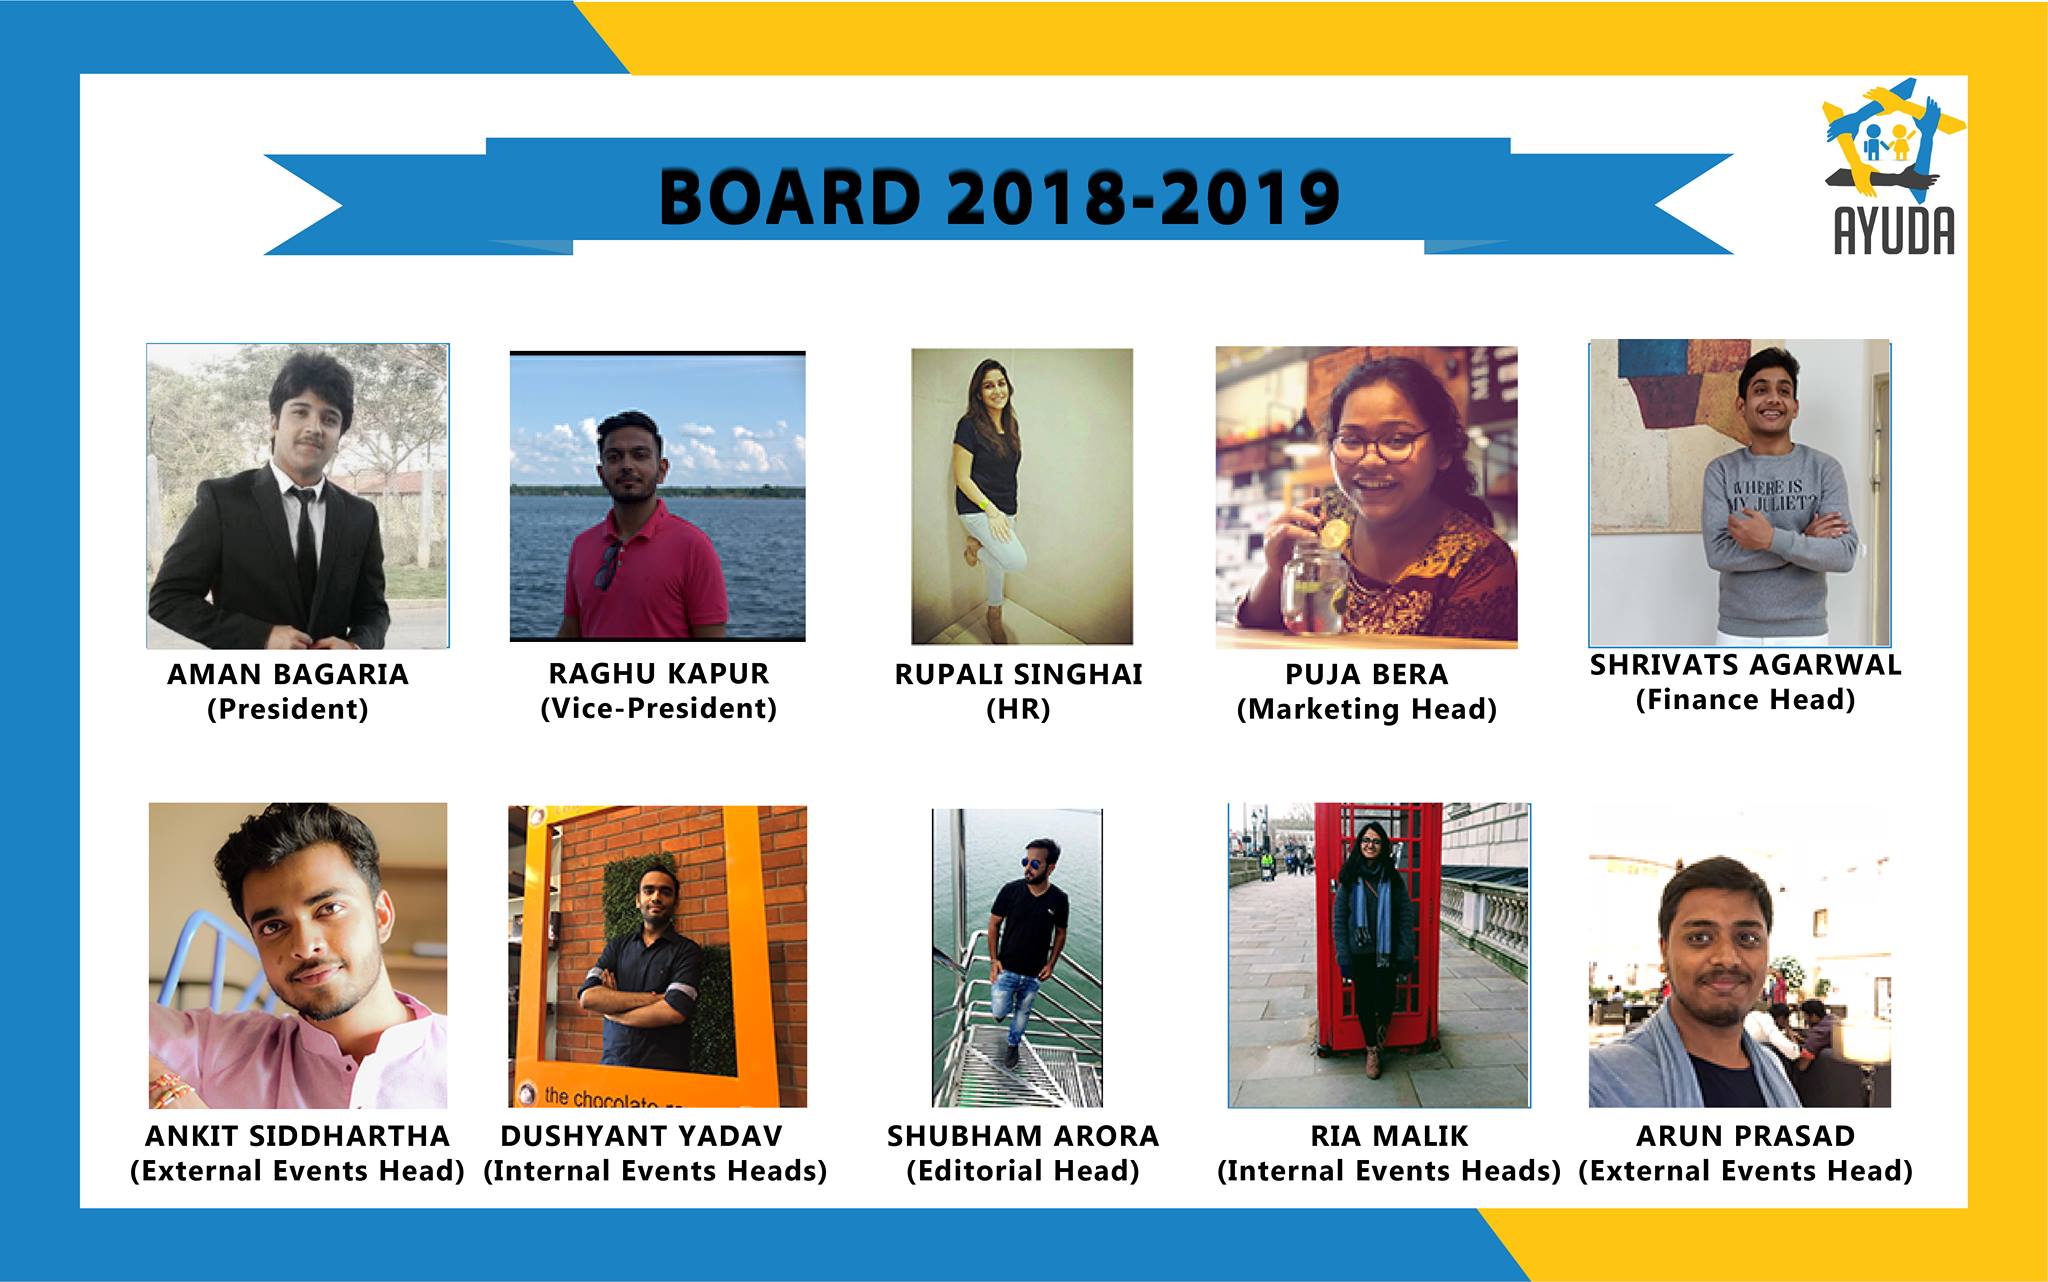 BOARD 2018-2019
AYUDA
WHERE IS
MY JULIET?
AMAN BAGARIA
(President)
RAGHU KAPUR
(Vice-President)
RUPALI SINGHAI
(HR)
PUJA BERA
(Marketing Head)
SHRIVATS AGARWAL
(Finance Head)
the chocolate
ANKIT SIDDHARTHA
(External Events Head)
DUSHYANT YADAV
(Internal Events Heads)
SHUBHAM ARORA
(Editorial Head)
RIA MALIK
(Internal Events Heads)
ARUN PRASAD
(External Events Head)